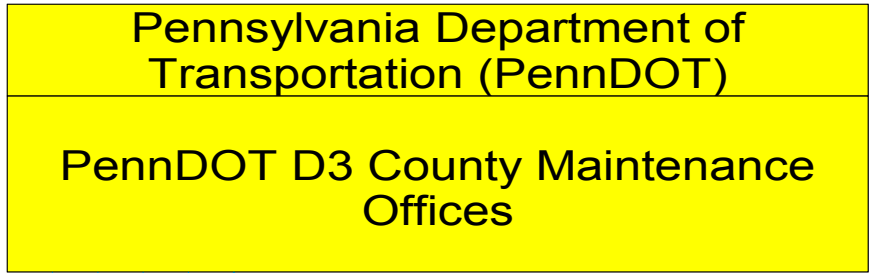 Pennsylvania Department of
Transportation (PennDOT)
PennDOT D3 County Maintenance
Offices